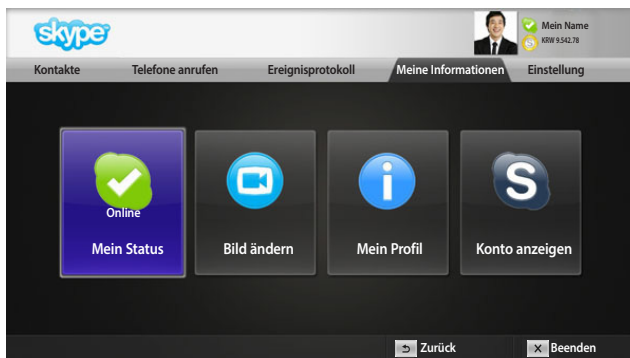 skype
Mein Name
KRW 9.542.78
Kontakte Telefone anrufen Ereignisprotokoll Meine Informationen Einstellung
Online
Mein Status Bild ändern Mein Profil Konto anzeigen
Zurück Beenden